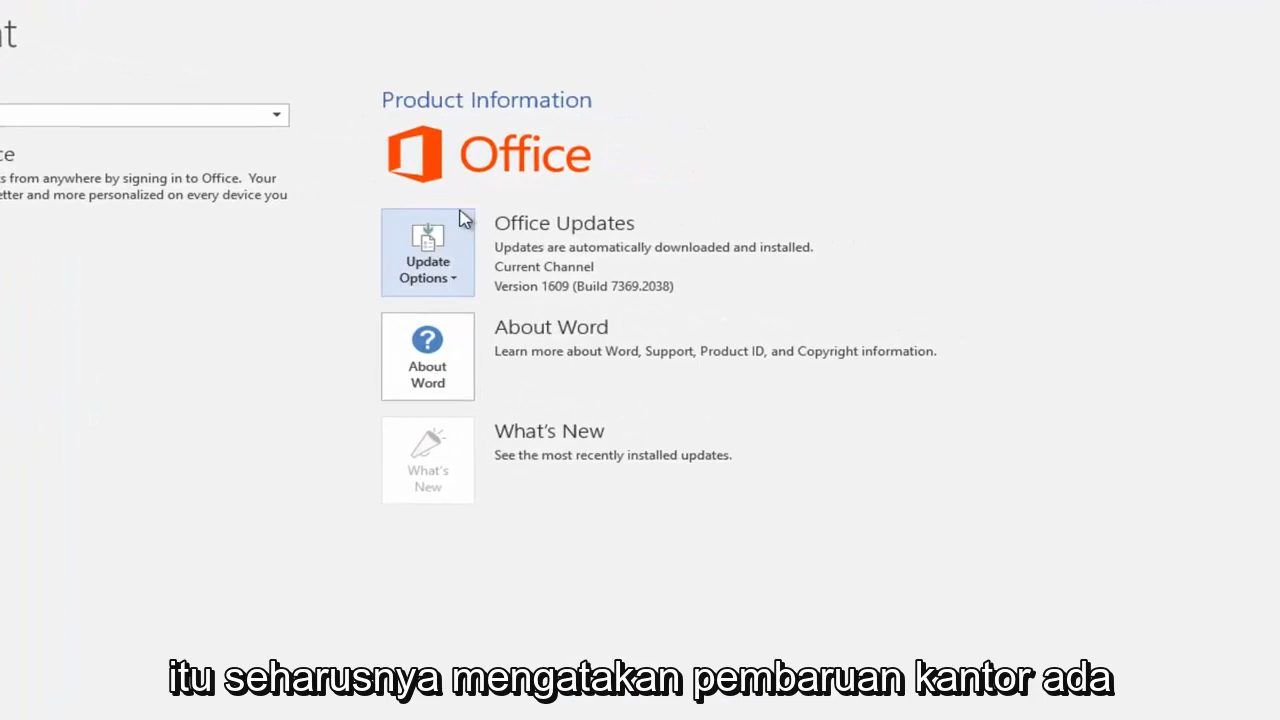 nt
Product Information
Office
ce
s from anywhere by signing in to Office. Your
etter and more personalized on every device you
Update
Options
Office Updates
Updates are automatically downloaded and installed.
Current Channel
Version 1609 (Build 7369.2038)
?
About
Word
About Word
Learn more about Word, Support, Product ID, and Copyright information.
What's
New
What's New
See the most recently installed updates.
itu seharusnya mengatakan pembaruan kantor ada